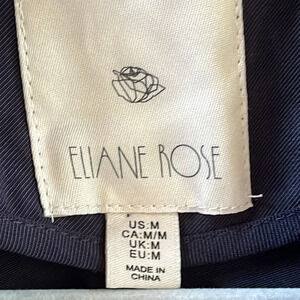 ELIANE ROSE
US:M
CA:M/M
UK:M
EU:M
MADE IN
CHINA